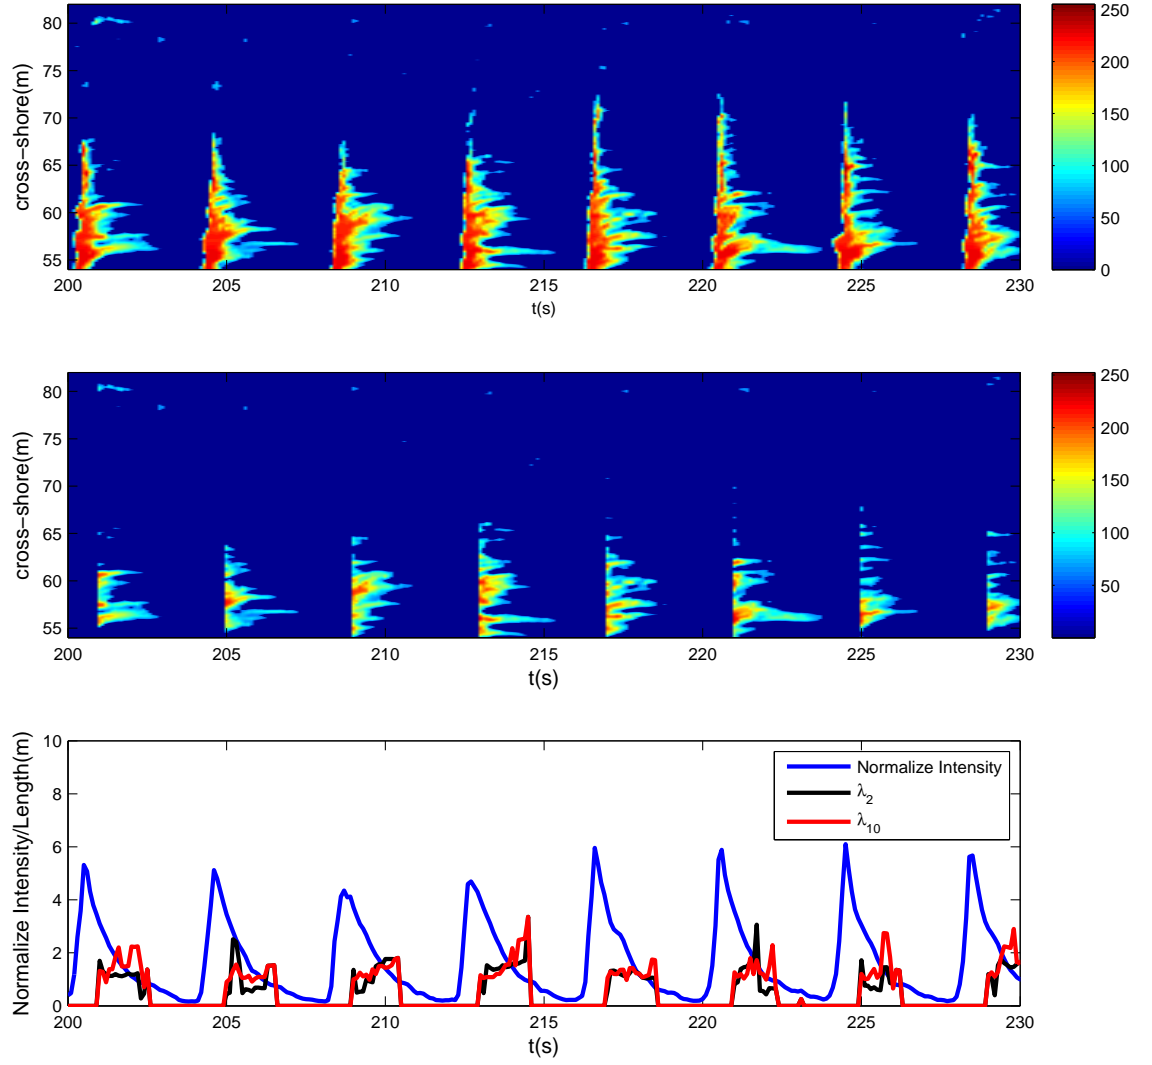 80
75
70
65
60
55
cross−shore(m)
200 205 210 215 220 225 230
t(s)
250
200
150
100
50
0
80
75
70
65
60
55
cross−shore(m)
200 205 210 215 220 225 230
t(s)
250
200
150
100
50
10
8
6
4
2
0
Normalize Intensity/Length(m)
Normalize Intensity
λ2
λ10
200 205 210 215 220 225 230
t(s)